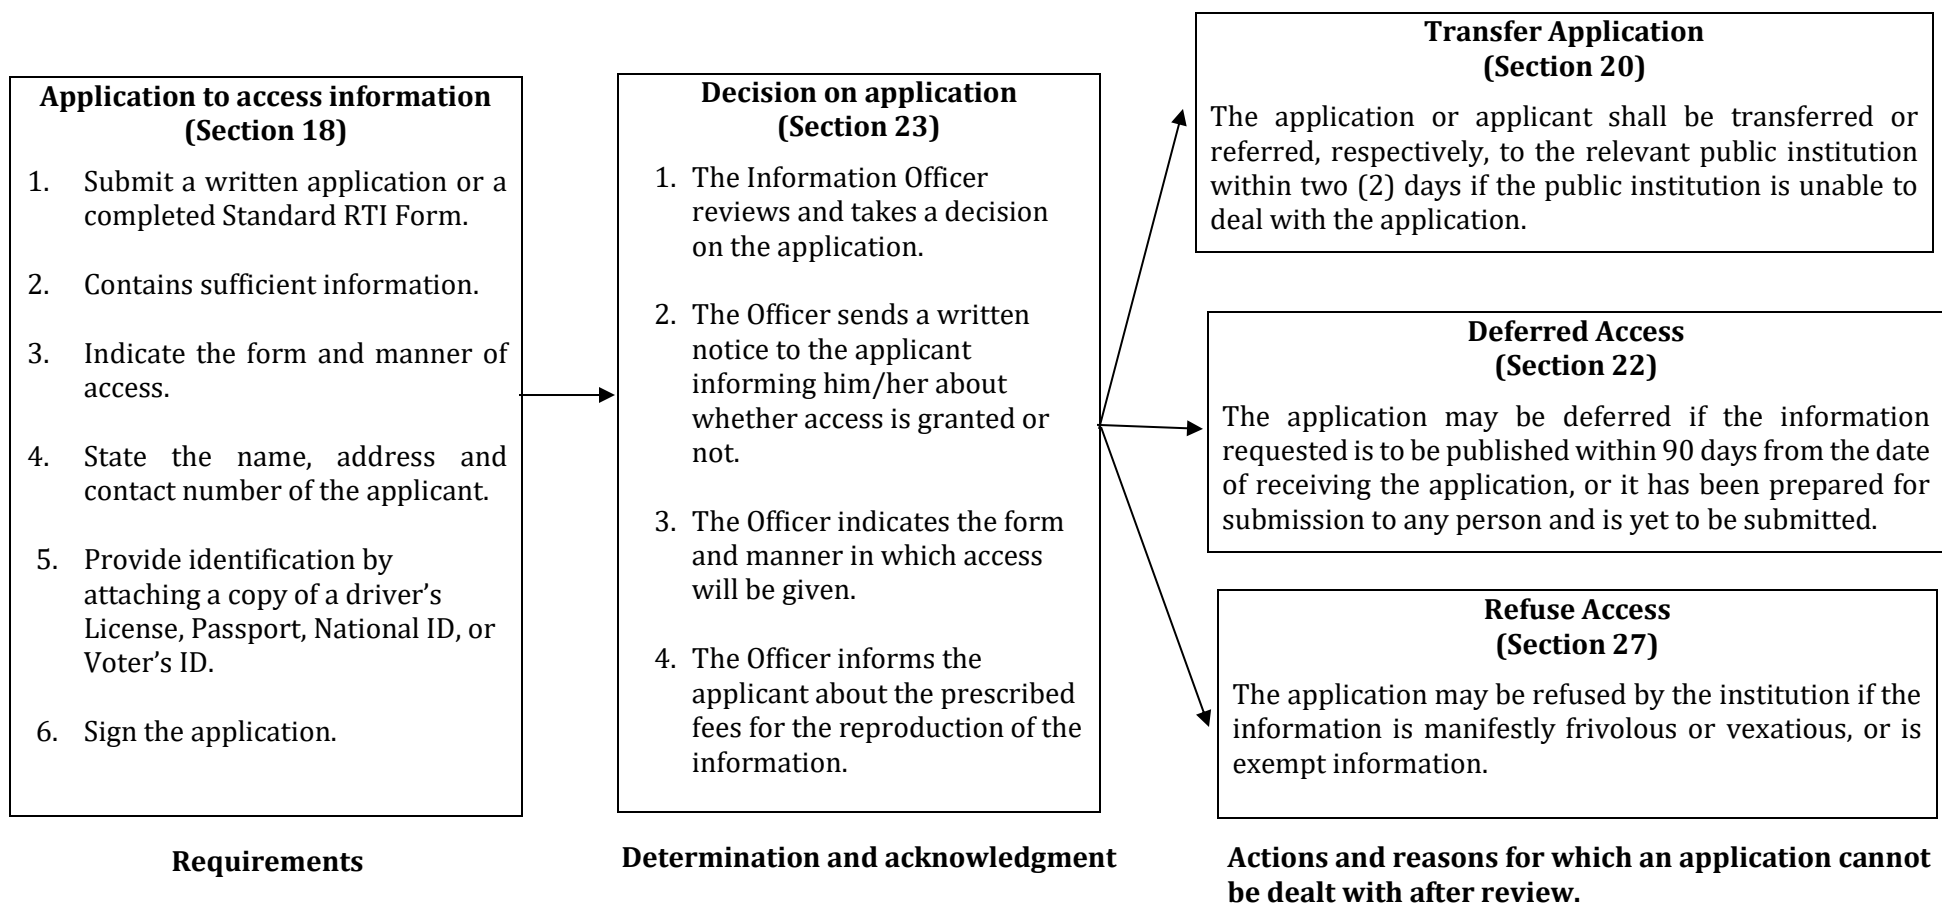 Application to access information
(Section 18)
1. Submit a written application or a
completed Standard RTI Form.
2. Contains sufficient information.
3. Indicate the form and manner of
access.
4. State the name, address and
contact number of the applicant.
5. Provide identification by
attaching a copy of a driver’s
License, Passport, National ID, or
Voter’s ID.
6. Sign the application.
Requirements
Decision on application
(Section 23)
1. The Information Officer
reviews and takes a decision
on the application.
2. The Officer sends a written
notice to the applicant
informing him/her about
whether access is granted or
not.
3. The Officer indicates the form
and manner in which access
will be given.
4. The Officer informs the
applicant about the prescribed
fees for the reproduction of the
information.
Determination and acknowledgment
Transfer Application
(Section 20)
The application or applicant shall be transferred or
referred, respectively, to the relevant public institution
within two (2) days if the public institution is unable to
deal with the application.
Deferred Access
(Section 22)
The application may be deferred if the information
requested is to be published within 90 days from the date
of receiving the application, or it has been prepared for
submission to any person and is yet to be submitted.
Refuse Access
(Section 27)
The application may be refused by the institution if the
information is manifestly frivolous or vexatious, or is
exempt information.
Actions and reasons for which an application cannot
be dealt with after review.